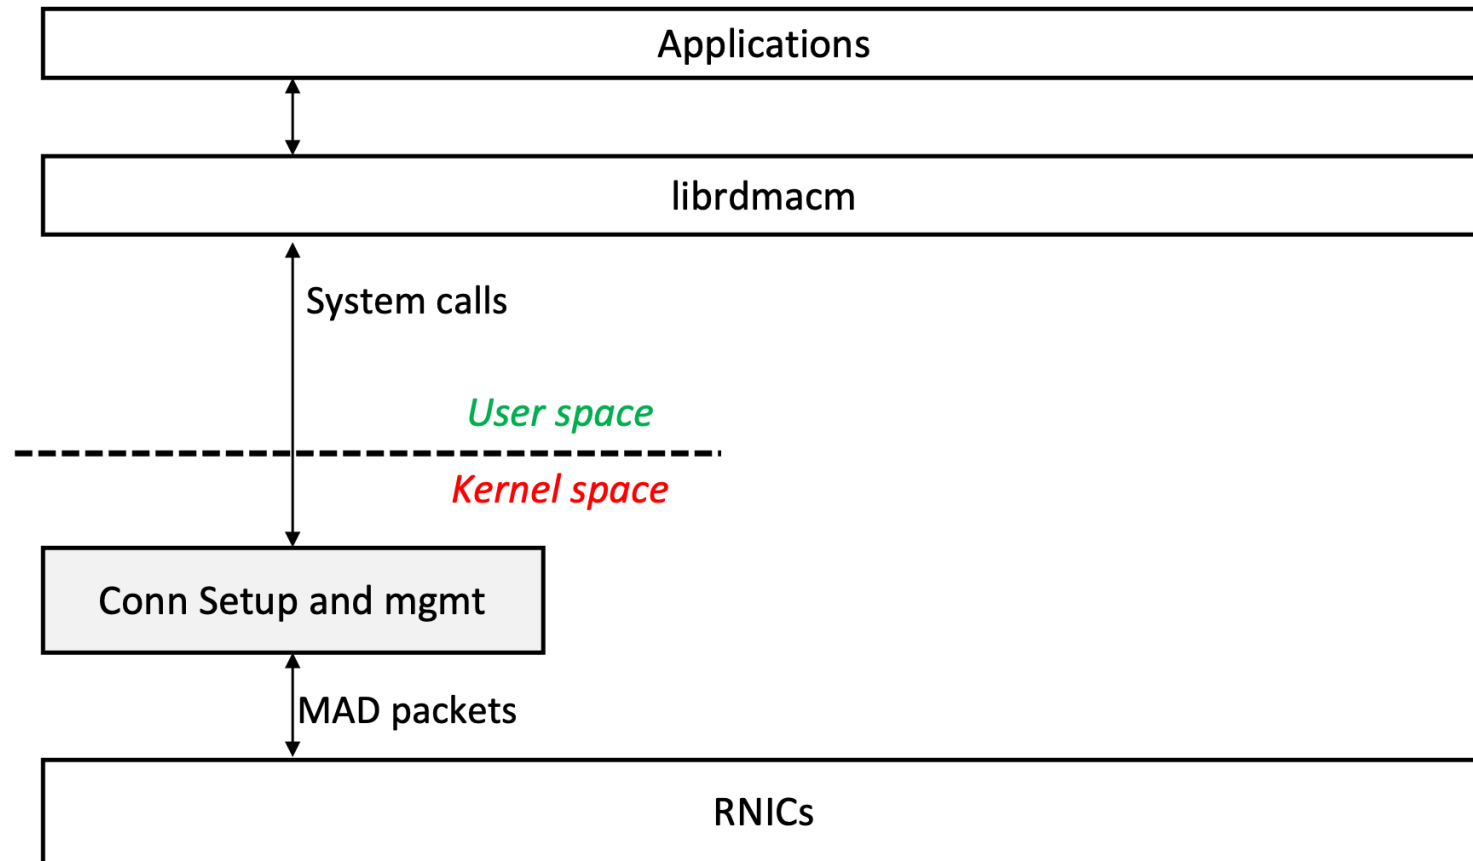 Applications
librdmacm
System calls
User space
Kernel space
Conn Setup and mgmt
MAD packets
RNICs